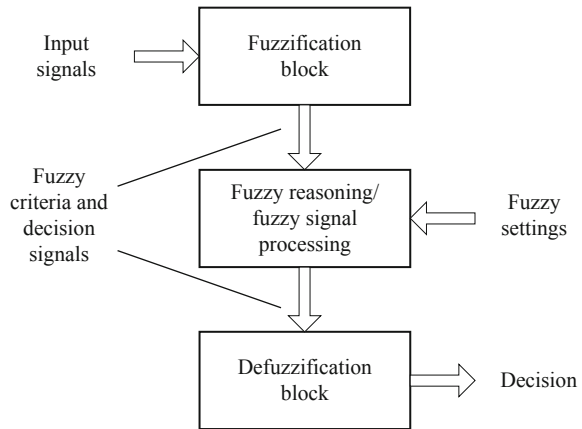 Input
signals
Fuzzification
block
Fuzzy
criteria and
decision
signals
Fuzzy reasoning/
fuzzy signal
processing
Fuzzy
settings
Defuzzification
block
Decision